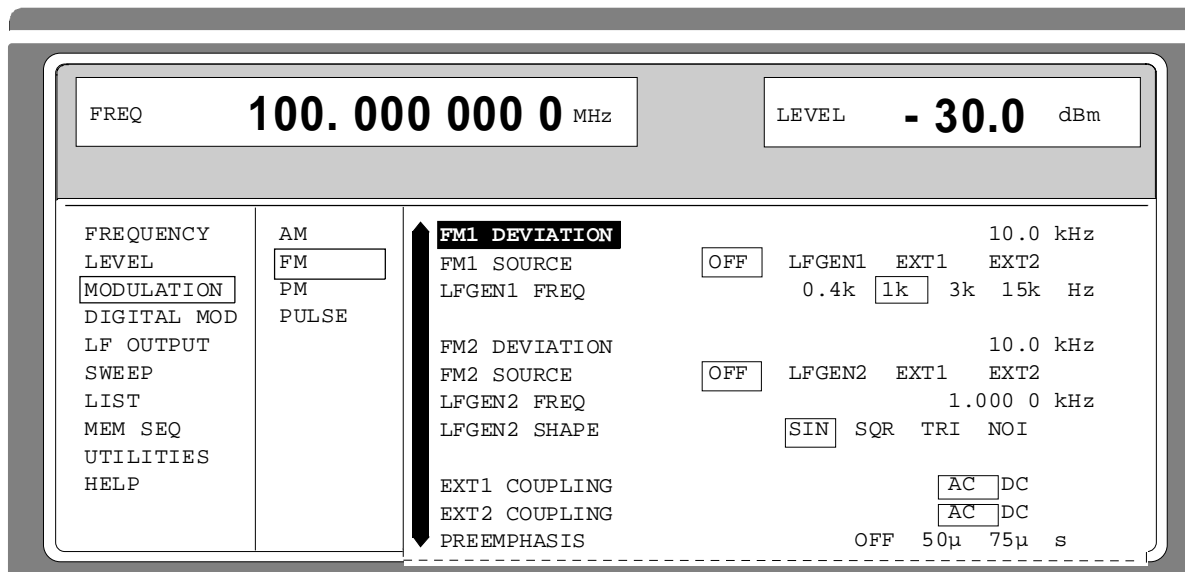 FREQ 100. 000 000 0 MHz LEVEL - 30.0 dBm
FREQUENCY AM FM1 DEVIATION 10.0 kHz
LEVEL FM FM1 SOURCE OFF LFGEN1 EXT1 EXT2
MODULATION PM LFGEN1 FREQ 0.4k 1k 3k 15k Hz
DIGITAL MOD PULSE
LF OUTPUT FM2 DEVIATION 10.0 kHz
SWEEP FM2 SOURCE OFF LFGEN2 EXT1 EXT2
LIST LFGEN2 FREQ 1.000 0 kHz
MEM SEQ LFGEN2 SHAPE SIN SQR TRI NOI
UTILITIES
HELP EXT1 COUPLING AC DC
EXT2 COUPLING AC DC
PREEMPHASIS OFF 50µ 75µ s